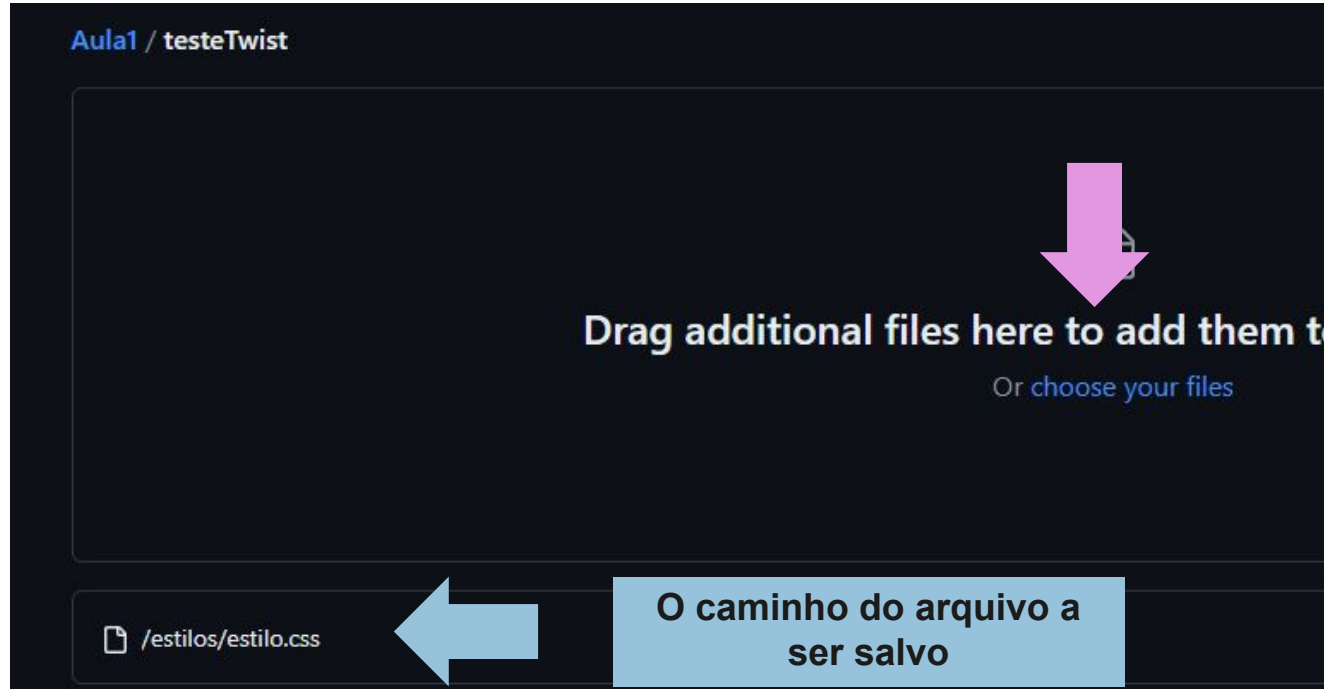 Aula1 / testeTwist
Drag additional files here to add them t
Or choose your files
/estilos/estilo.css
O caminho do arquivo a
ser salvo